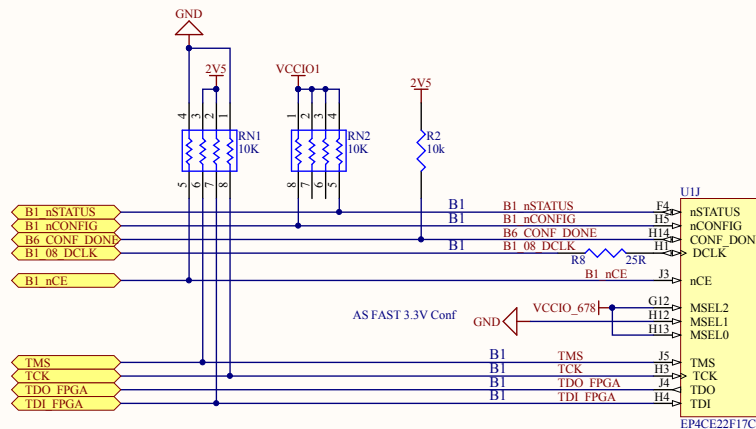 GND
2V5
VCCIO1
2V5
4 3 2 1
1 2 3 4
RN1
10K
RN2
10K
R2
10k
5 6 7 8
8 7 6 5
U1J
B1_nSTATUS B1 B1_nSTATUS F4 nSTATUS
B1_nCONFIG B1 B1_nCONFIG H5 nCONFIG
B6_CONF_DONE B6_CONF_DONE H14 CONF_DON
B1_08_DCLK B1 B1_08_DCLK H1 DCLK
R8 25R
B1_nCE B1_nCE J3 nCE
VCCIO_678 G12 MSEL2
AS FAST 3.3V Conf GND H12 MSEL1
H13 MSEL0
TMS B1 TMS J5 TMS
TCK B1 TCK H3 TCK
TDO_FPGA B1 TDO_FPGA J4 TDO
TDI_FPGA B1 TDI_FPGA H4 TDI
EP4CE22F17C